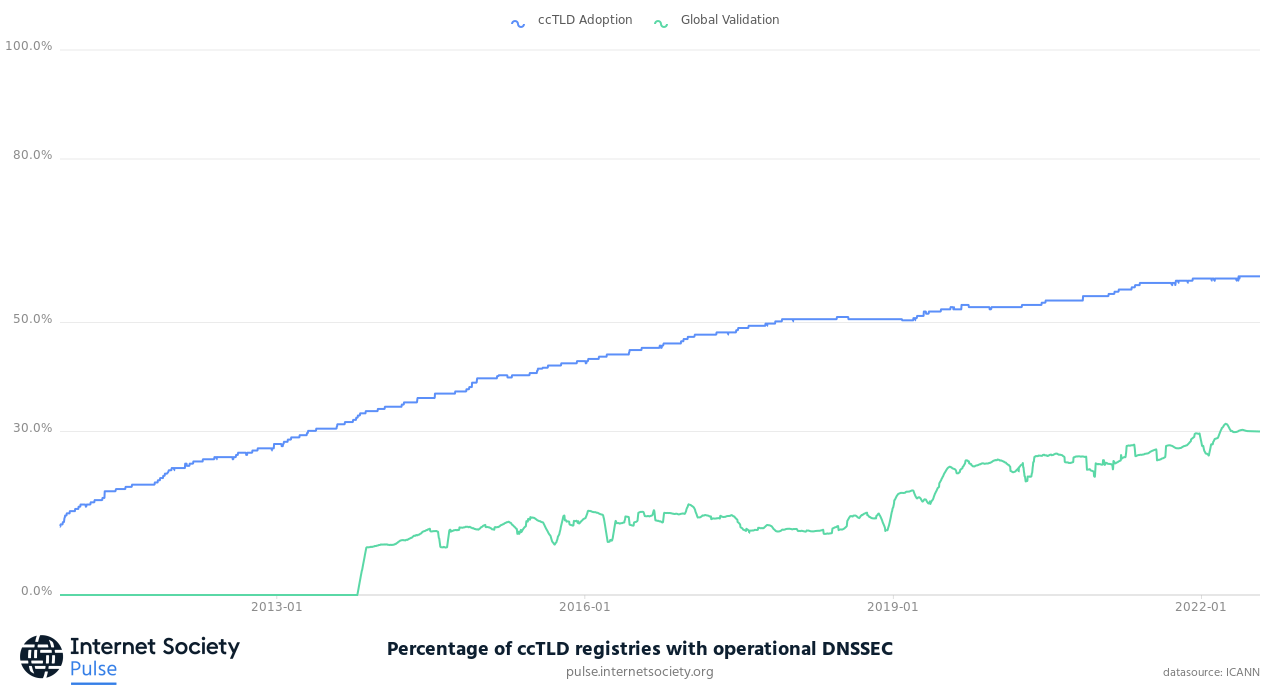 ccTLD Adoption Global Validation
100.0%
80.0%
50.0%
30.0%
0.0%
2013-01 2016-01 2019-01 2022-01
Internet Society
Pulse
Percentage of ccTLD registries with operational DNSSEC
pulse.internetsociety.org
datasource: ICANN